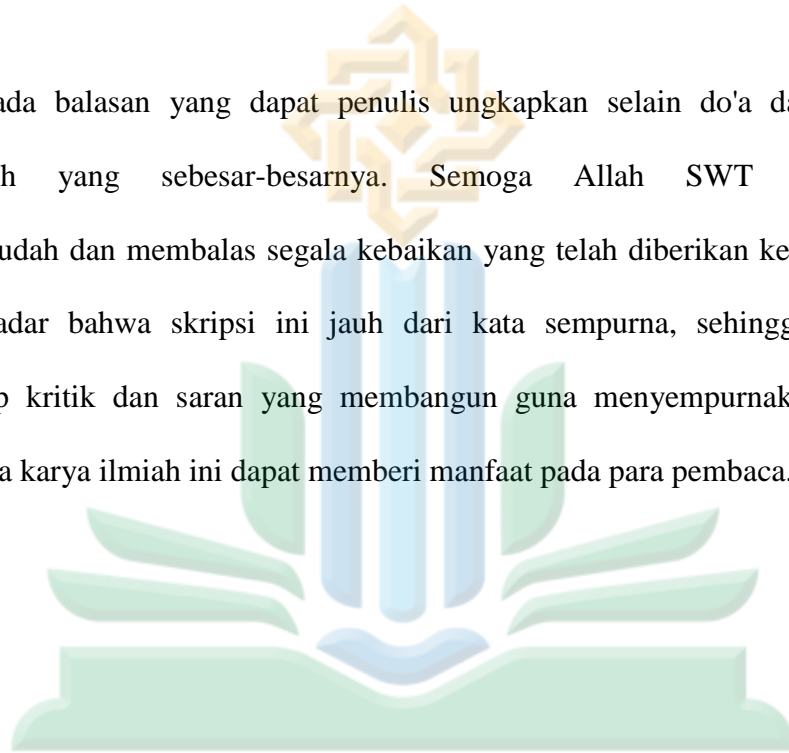 ada balasan yang dapat penulis ungkapkan selain do'a da
h yang sebesar-besarnya. Semoga Allah SWT
udah dan membalas segala kebaikan yang telah diberikan ke
adar bahwa skripsi ini jauh dari kata sempurna, sehingg
p kritik dan saran yang membangun guna menyempurnak
a karya ilmiah ini dapat memberi manfaat pada para pembaca.